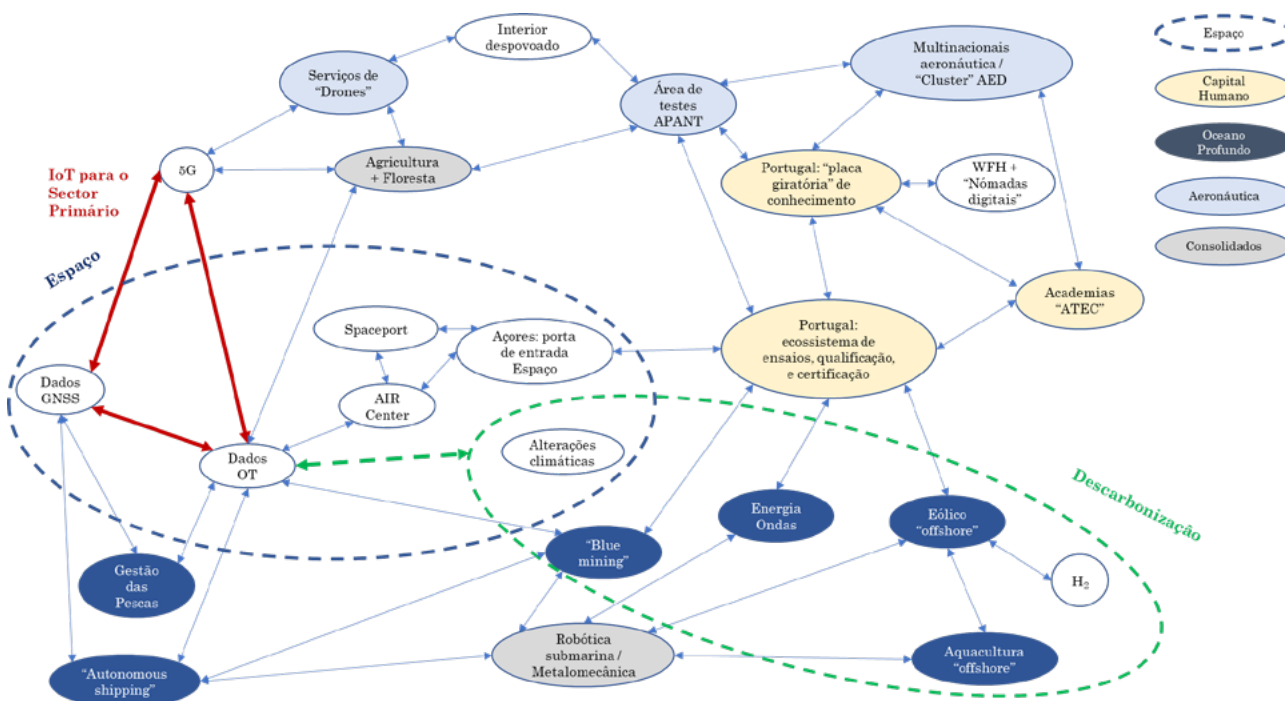 Interior
despovoado
Serviços de
“Drones”
Multinacionais
aeronáutica /
“Cluster” AED
Espaço
Capital
Humano
Área de
testes
APANT
Oceano
Profundo
5G
Agricultura
+ Floresta
IoT para o
Sector
Primário
Portugal: “placa
giratória” de
conhecimento
WFH +
“Nómadas
digitais”
Aeronáutica
Consolidados
Espaço
Academias
“ATEC”
Spaceport
Açores: porta
de entrada
Espaço
Portugal:
ecossistema de
ensaios, qualificação,
e certificação
Dados
GNSS
AIR
Center
Dados
OT
Alterações
climáticas
Descarbonização
Energia
Ondas
Eólico
“offshore”
“Blue
mining”
Gestão
das
Pescas
H₂
Robótica
submarina /
Metalomecânica
Aquacultura
“offshore”
“Autonomous
shipping”